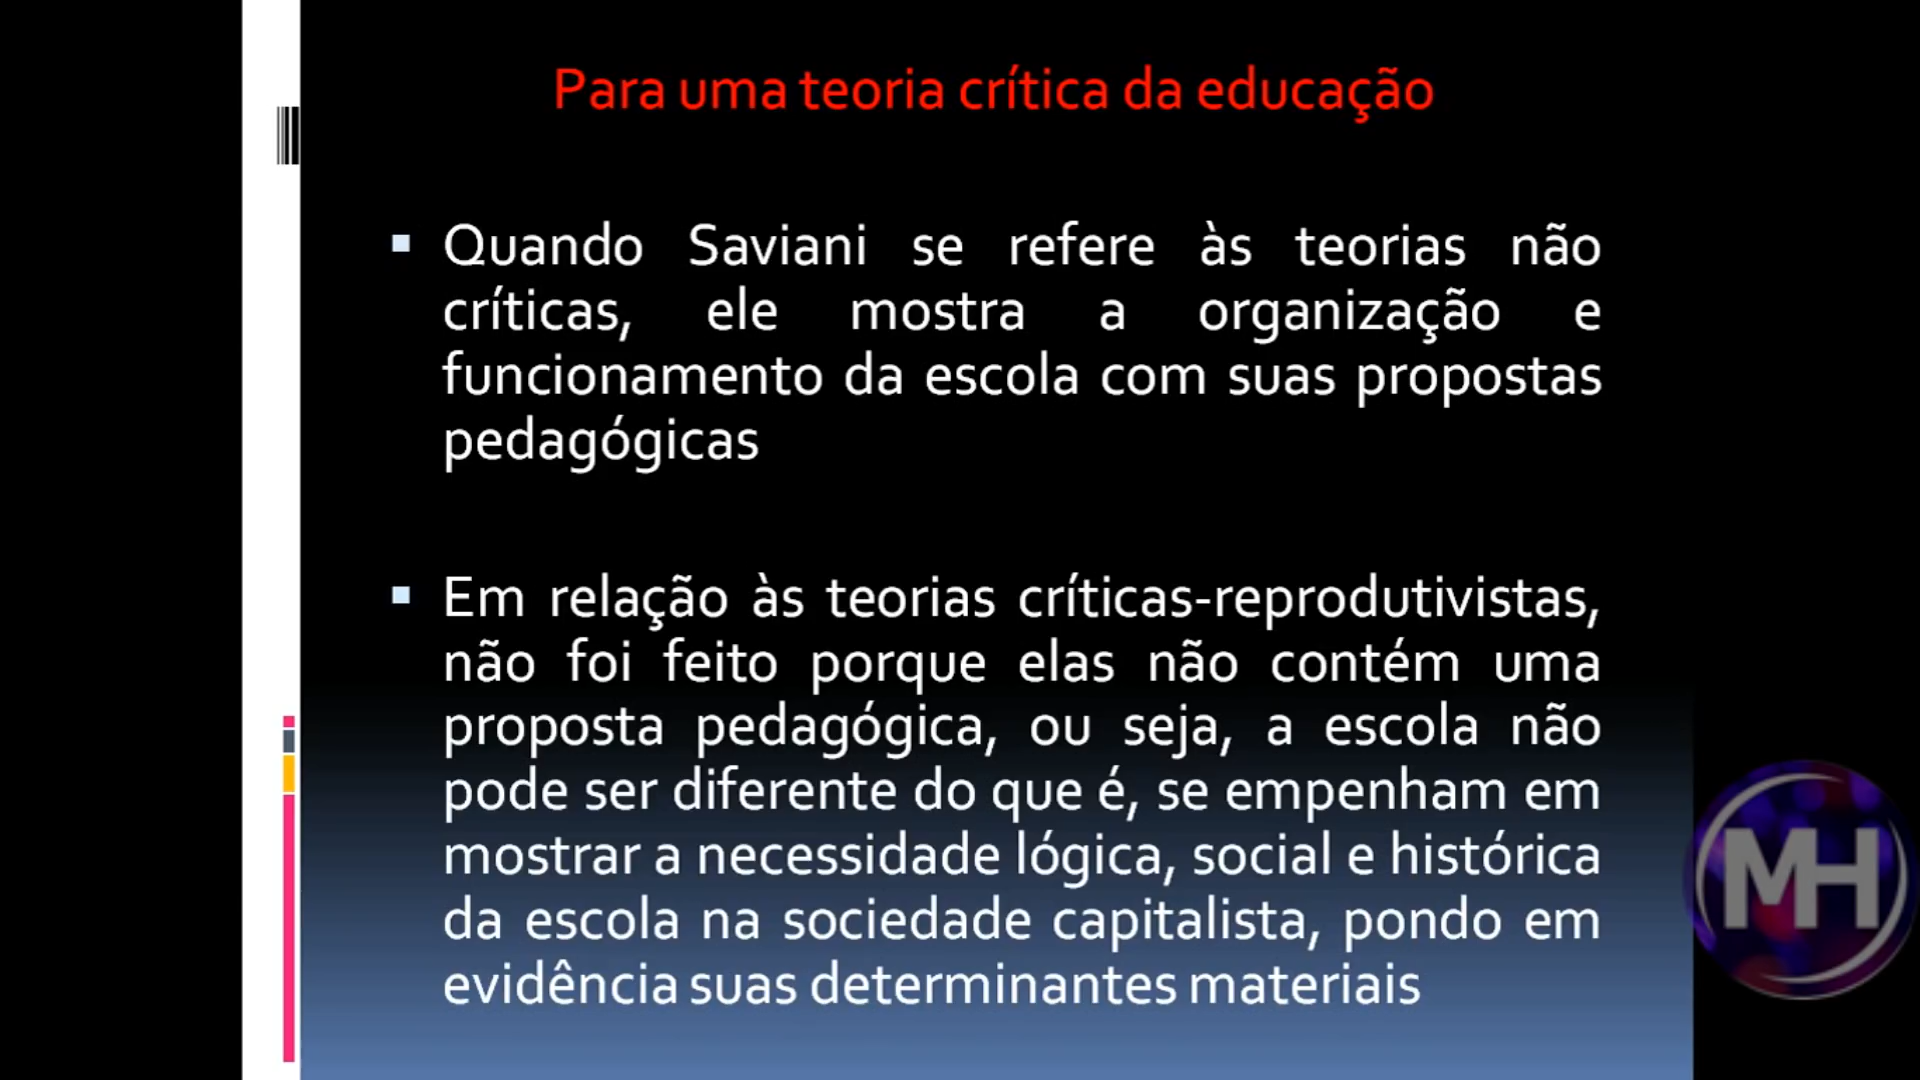 Para uma teoria crítica da educação
Quando Saviani se refere às teorias não
críticas, ele mostra a organização e
funcionamento da escola com suas propostas
pedagógicas
Em relação às teorias críticas-reprodutivistas,
não foi feito porque elas não contém uma
proposta pedagógica, ou seja, a escola não
pode ser diferente do que é, se empenham em
mostrar a necessidade lógica, social e histórica
da escola na sociedade capitalista, pondo em
evidência suas determinantes materiais
MH